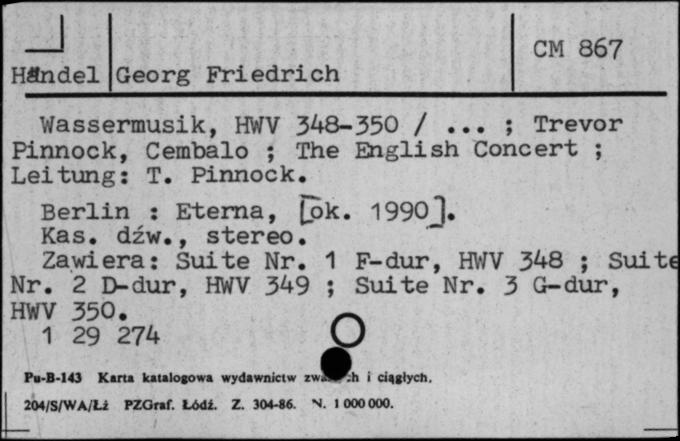 CM 867
Händel Georg Friedrich
Wassermusik, HWV 348-350 / ... ; Trevor
Pinnock, Cembalo ; The English Concert ;
Leitung: T. Pinnock.
Berlin : Eterna, [ok. 1990].
Kas. dźw., stereo.
Zawiera: Suite Nr. 1 F-dur, HWV 348 ; Suite
Nr. 2 D-dur, HWV 349 ; Suite Nr. 3 G-dur,
HWV 350.
1 29 274
Pu-B-143 Karta katalogowa wydawnictw i ciągłych.
204/S/WA/Łż PZGraf. Łódź. Z. 304-86. N. 1 000 000.